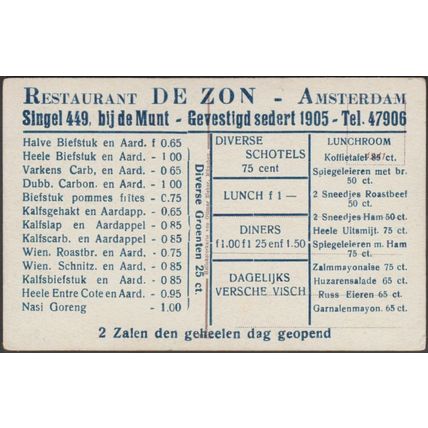 RESTAURANT DE ZON - AMSTERDAM
Singel 449, bij de Munt - Gevestigd sedert 1905 - Tel. 47906
Halve Biefstuk en Aard. f 0.65
Heele Biefstuk en Aard. - 1 00
Varkens Carb, en Aard. - 0 75
Dubb. Carbon. en Aard. - 1 00
Biefstuk pommes fiites - 0.75
Kalfsgehakt en Aardapp. - 0 65
Kalfslap en Aardappel - 0 85
Kalfscarb. en Aardappel - 0 85
Wien. Roastbr. en Aard. - 0 75
Wien. Schnitz. en Aard. - 0 85
Kalfsbiefstuk en Aard. - 0 85
Heele Entre Cote en Aard. - 0.95
Nasi Goreng - 1.00
Diverse Groenten 25 ct.
DIVERSE
SCHOTELS
75 cent
LUNCH f 1 —
DINERS
f1.00 f1 25 en f.1.50
DAGELIJKS
VERSCHE VISCH
LUNCHROOM
Koffietafel 85 ct.
Spiegeleieren met br.
50 ct.
2 Sneedjes Roastbeef
50 ct.
2 Sneedjes Ham 50 ct.
Heele Uitsmijt. 75 ct.
Spiegeleieren m. Ham
75 ct.
Zalmmayonaise 75 ct.
Huzarensalade 65 ct.
Russ Eieren 65 ct.
Garnalenmayon. 65 ct.
2 Zalen den geheelen dag geopend